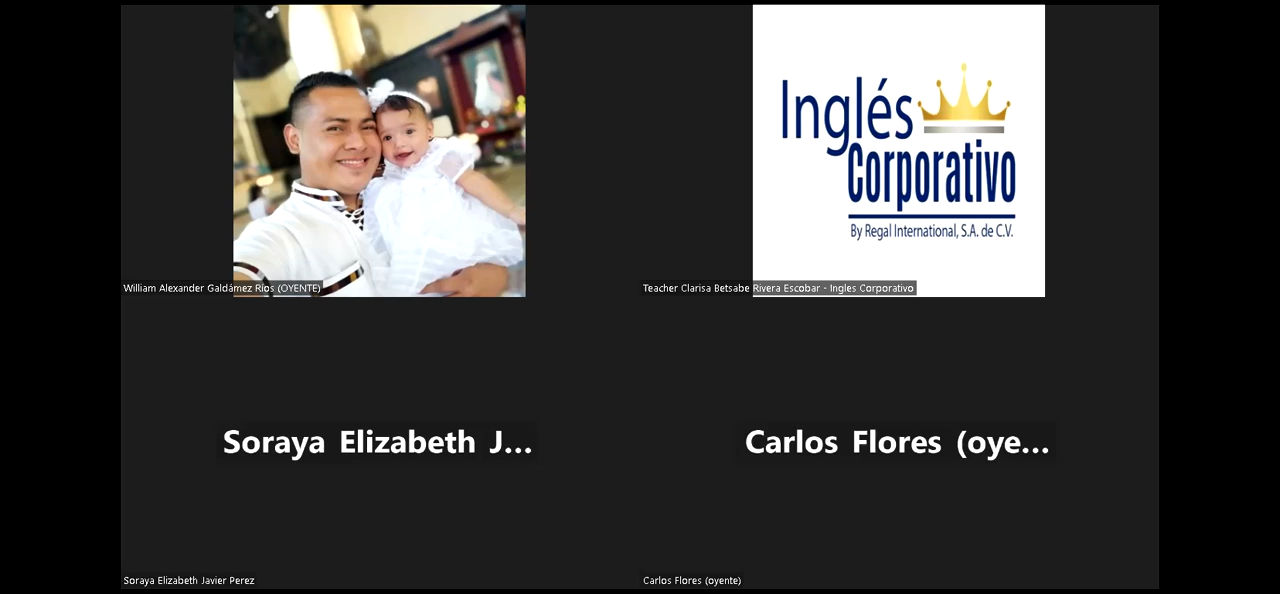 Inglés
Corporativo
By Regal International, S.A. de C.V.
William Alexander Galdámez Ríos (OYENTE)
Teacher Clarisa Betsabe Rivera Escobar - Ingles Corporativo
Soraya Elizabeth J...
Carlos Flores (oye...
Soraya Elizabeth Javier Perez
Carlos Flores (oyente)